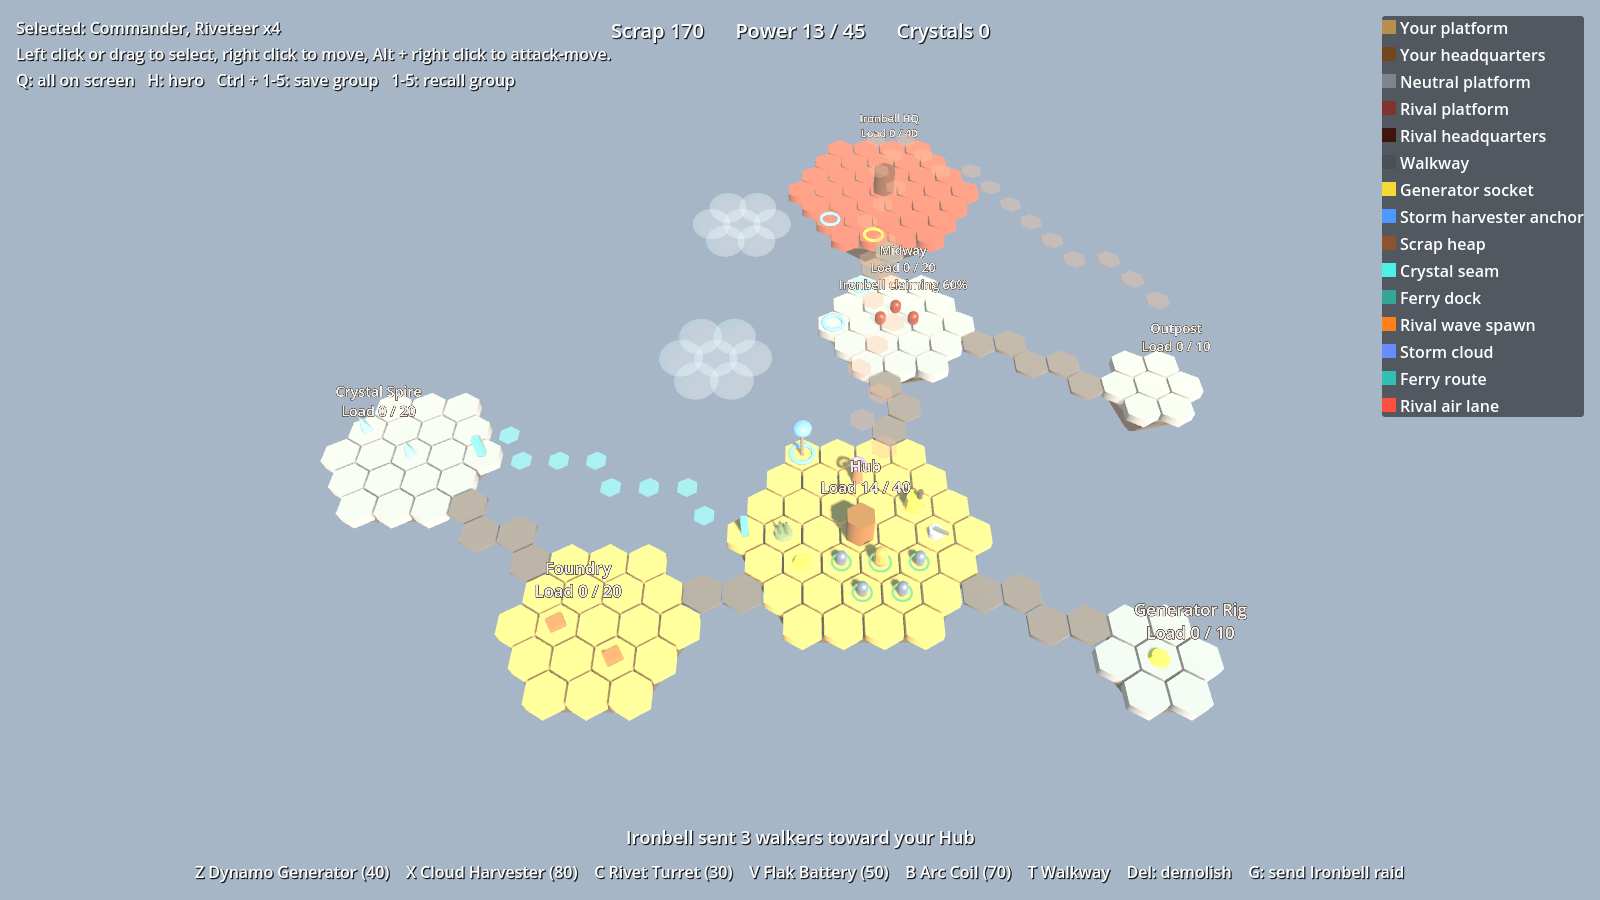 Selected: Commander, Riveteer x4
Left click or drag to select, right click to move, Alt + right click to attack-move.
Q: all on screen   H: hero   Ctrl + 1-5: save group   1-5: recall group
Scrap 170   Power 13 / 45   Crystals 0
Your platform
Your headquarters
Neutral platform
Rival platform
Rival headquarters
Walkway
Generator socket
Storm harvester anchor
Scrap heap
Crystal seam
Ferry dock
Rival wave spawn
Storm cloud
Ferry route
Rival air lane
Ironbell HQ
Load 0 / 40
Midway
Load 0 / 20
Ironbell claiming 60%
Outpost
Load 0 / 10
Crystal Spire
Load 0 / 20
Hub
Load 14 / 40
Foundry
Load 0 / 20
Generator Rig
Load 0 / 10
Ironbell sent 3 walkers toward your Hub
Z Dynamo Generator (40)   X Cloud Harvester (80)   C Rivet Turret (30)   V Flak Battery (50)   B Arc Coil (70)   T Walkway   Del: demolish   G: send Ironbell raid